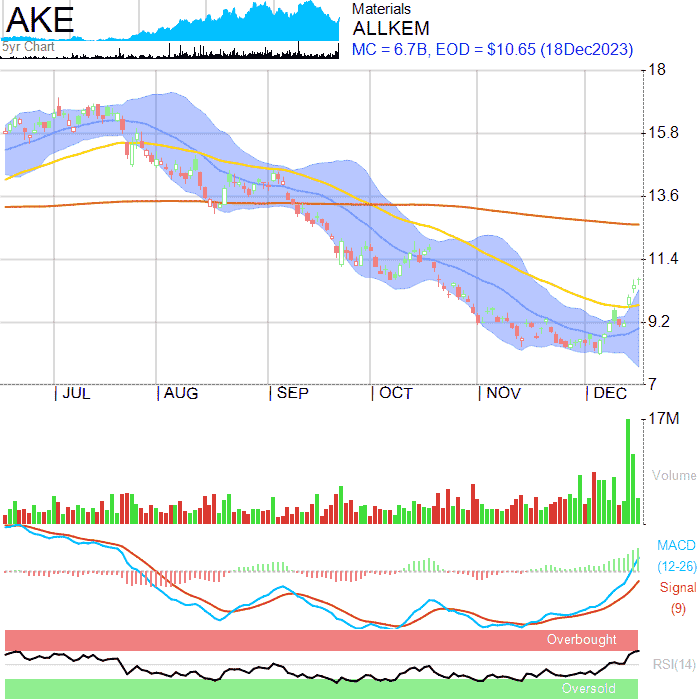 AKE
5yr Chart
Materials
ALLKEM
MC = 6.7B, EOD = $10.65 (18Dec2023)
18
15.8
13.6
11.4
9.2
7
JUL AUG SEP OCT NOV DEC
17M
Volume
MACD
(12-26)
Signal
(9)
Overbought
RSI(14)
Oversold